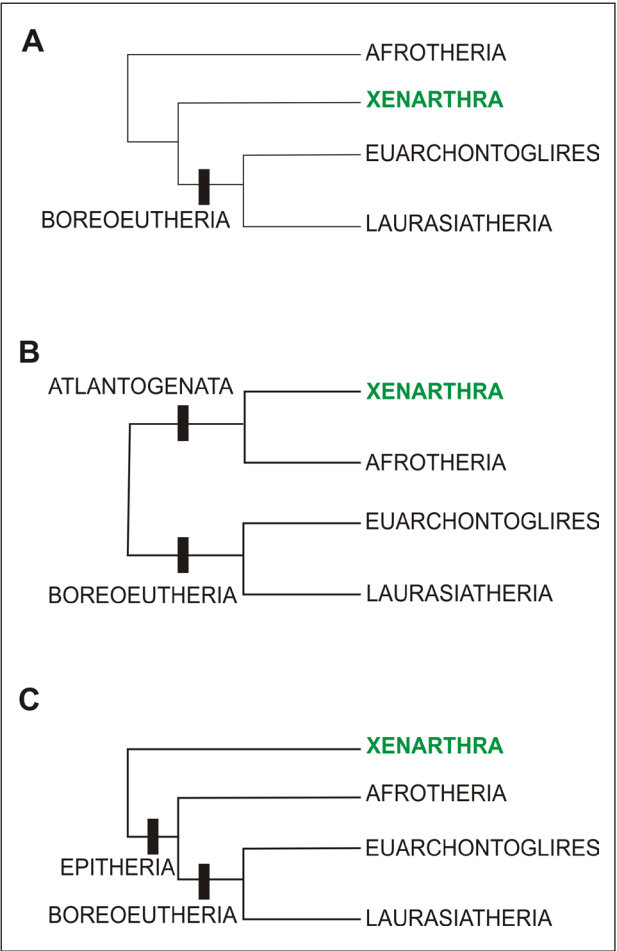 A
AFROTHERIA
XENARTHRA
EUARCHONTOGLIRES
BOREOEUTHERIA
LAURASIATHERIA
B
ATLANTOGENATA
XENARTHRA
AFROTHERIA
EUARCHONTOGLIRES
BOREOEUTHERIA
LAURASIATHERIA
C
XENARTHRA
AFROTHERIA
EUARCHONTOGLIRES
EPITHERIA
BOREOEUTHERIA
LAURASIATHERIA